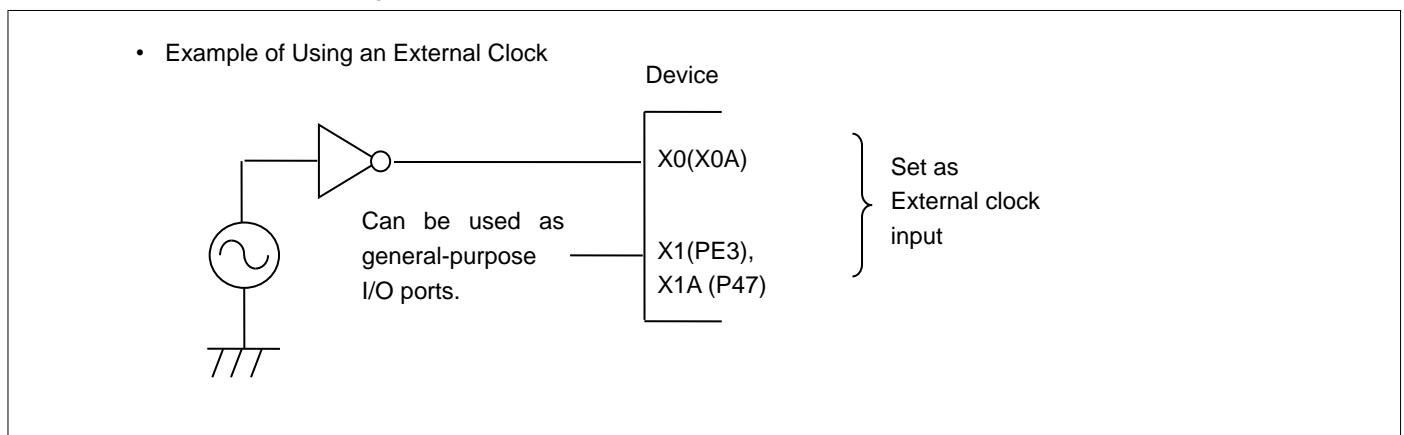 • Example of Using an External Clock
Device
X0(X0A)
Set as
External clock
input
Can be used as
general-purpose
I/O ports.
X1(PE3),
X1A (P47)